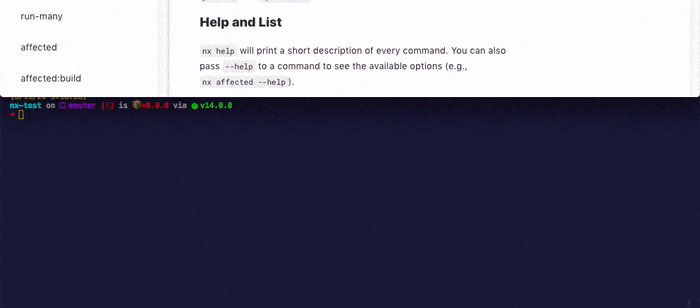 run-many
affected
affected:build
Help and List
nx help will print a short description of every command. You can also
pass --help to a command to see the available options (e.g.,
nx affected --help).
nx-test on master [!] is v0.0.0 via v14.0.0